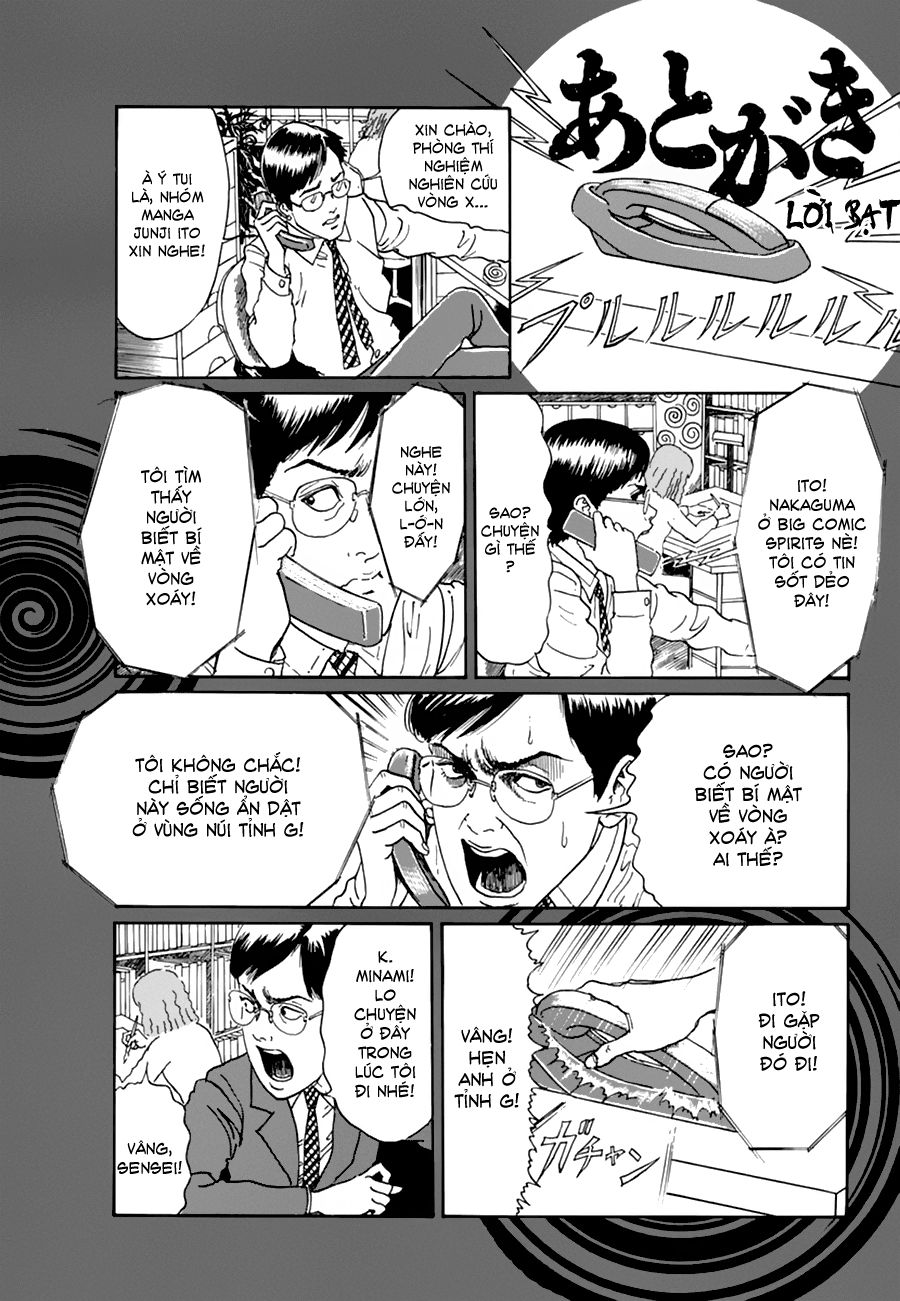 あとがき
LỜI BẠT
プルルルルルル
XIN CHÀO,
PHÒNG THÍ
NGHIỆM
NGHIÊN CỨU
VÒNG X...
À Ý TUI
LÀ, NHÓM
MANGA
JUNJI ITO
XIN NGHE!
ITO!
NAKAGUMA
Ở BIG COMIC
SPIRITS NÈ!
TÔI CÓ TIN
SỐT DẺO
ĐÂY!
SAO?
CHUYỆN
GÌ THẾ
?
NGHE
NÀY!
CHUYỆN
LỚN,
L-Ớ-N
ĐẤY!
TÔI TÌM
THẤY
NGƯỜI
BIẾT BÍ
MẬT VỀ
VÒNG
XOÁY!
SAO?
CÓ NGƯỜI
BIẾT BÍ MẬT
VỀ VÒNG
XOÁY À?
AI THẾ?
TÔI KHÔNG CHẮC!
CHỈ BIẾT NGƯỜI
NÀY SỐNG ẨN DẬT
Ở VÙNG NÚI TỈNH G!
ITO!
ĐI GẶP
NGƯỜI
ĐÓ ĐI!
VÂNG!
HẸN
ANH Ở
TỈNH G!
ガチャン
K.
MINAMI!
LO
CHUYỆN
Ở ĐÂY
TRONG
LÚC TÔI
ĐI NHÉ!
VÂNG,
SENSEI!